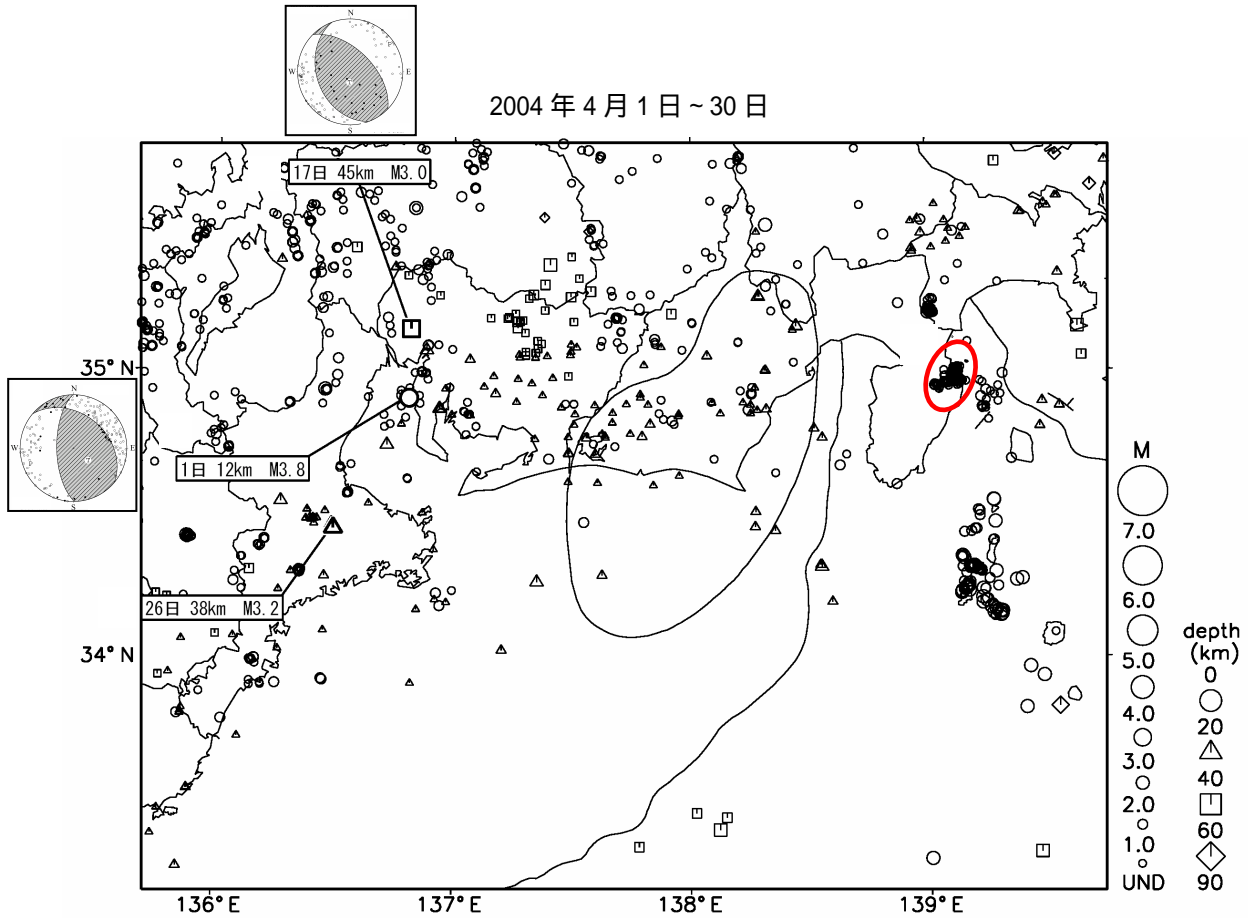 N
W
E
S
2004年4月1日~30日
17日 45km M3.0
35°N
N
W
E
S
1日 12km M3.8
26日 38km M3.2
34°N
M
7.0
6.0
5.0
4.0
3.0
2.0
1.0
UND
depth
(km)
0
20
40
60
90
136°E
137°E
138°E
139°E